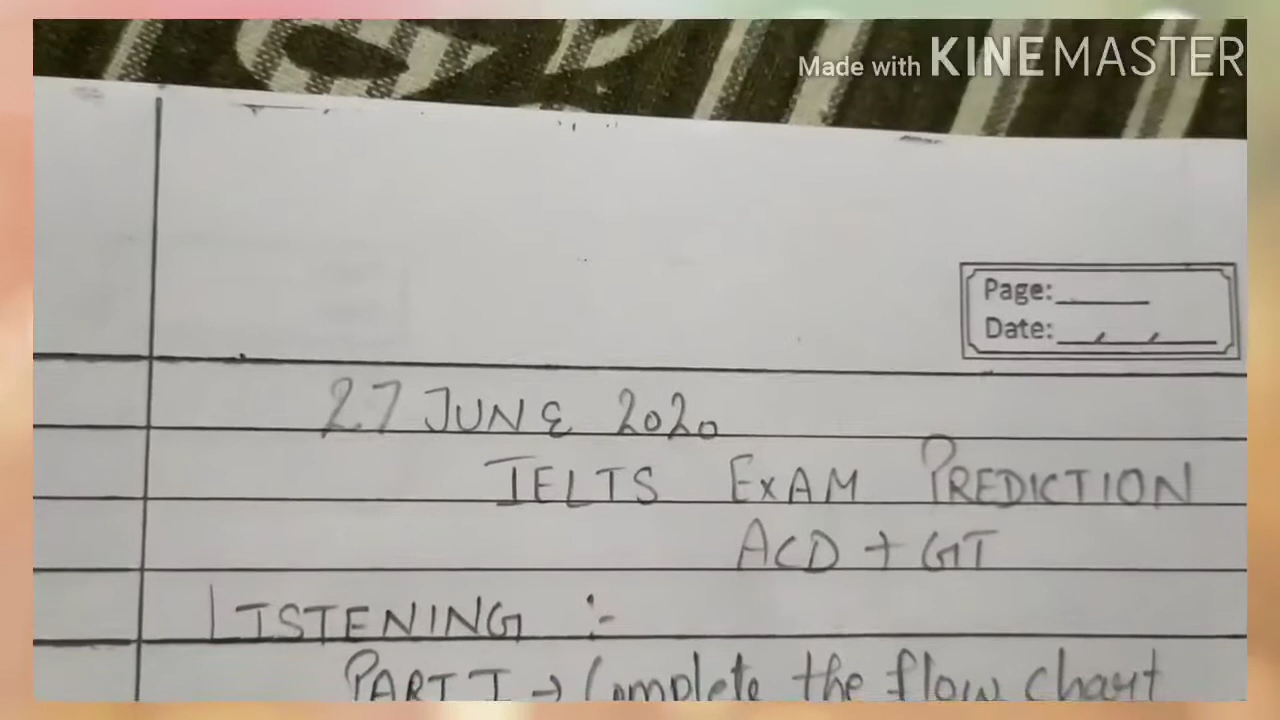 Made with KINEMASTER
Page:
Date:
27 JUNE 2020
IELTS EXAM PREDICTION
ACD + GT
LISTENING :-
PART I → Complete the flow chart